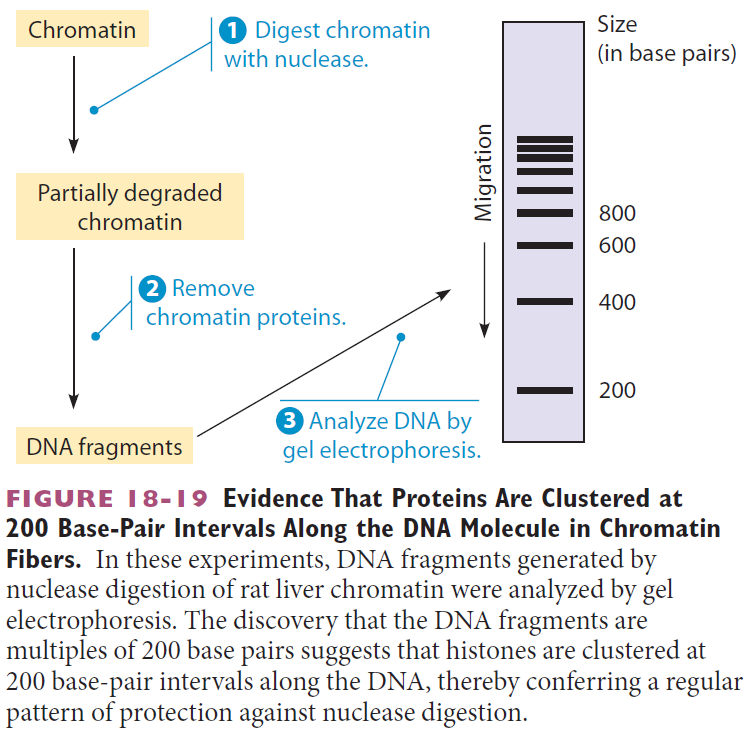 Chromatin
1 Digest chromatin
with nuclease.
Partially degraded
chromatin
2 Remove
chromatin proteins.
DNA fragments
3 Analyze DNA by
gel electrophoresis.
Migration
Size
(in base pairs)
800
600
400
200
FIGURE 18-19 Evidence That Proteins Are Clustered at
200 Base-Pair Intervals Along the DNA Molecule in Chromatin
Fibers. In these experiments, DNA fragments generated by
nuclease digestion of rat liver chromatin were analyzed by gel
electrophoresis. The discovery that the DNA fragments are
multiples of 200 base pairs suggests that histones are clustered at
200 base-pair intervals along the DNA, thereby conferring a regular
pattern of protection against nuclease digestion.